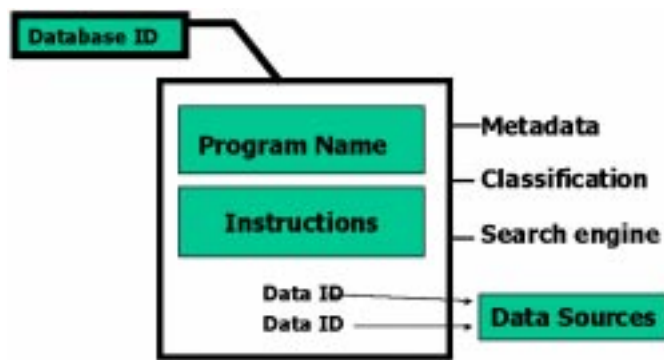 Database ID
Program Name
Metadata
Classification
Instructions
Search engine
Data ID
Data ID
Data Sources